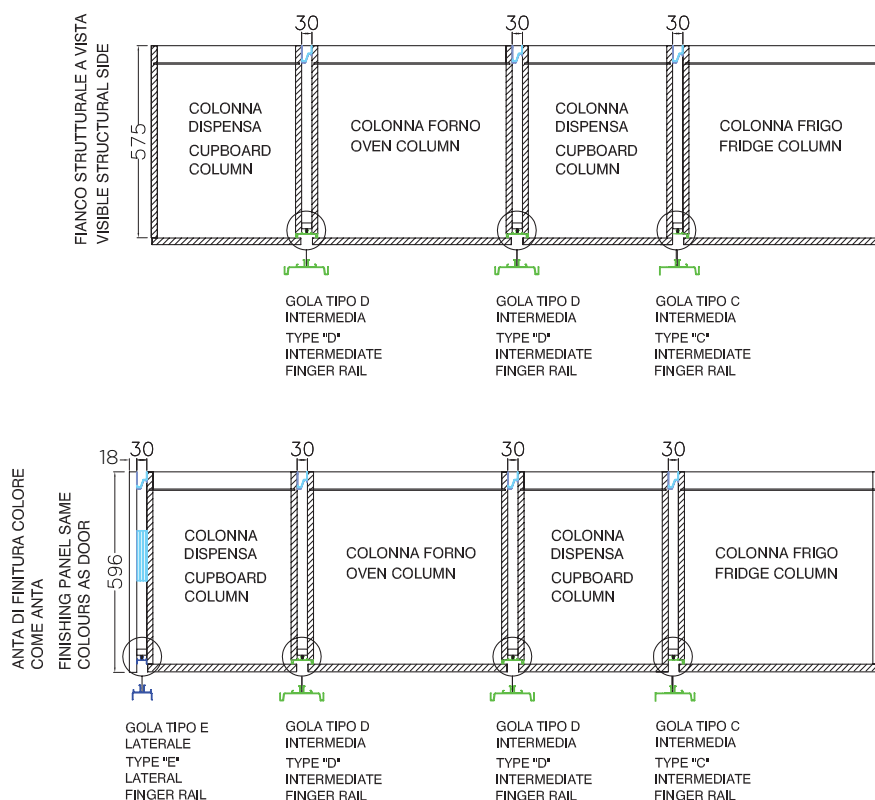 30
30
30
FIANCO STRUTTURALE A VISTA
VISIBLE STRUCTURAL SIDE
575
COLONNA
DISPENSA
CUPBOARD
COLUMN
COLONNA FORNO
OVEN COLUMN
COLONNA
DISPENSA
CUPBOARD
COLUMN
COLONNA FRIGO
FRIDGE COLUMN
GOLA TIPO D
INTERMEDIA
TYPE "D"
INTERMEDIATE
FINGER RAIL
GOLA TIPO D
INTERMEDIA
TYPE "D"
INTERMEDIATE
FINGER RAIL
GOLA TIPO C
INTERMEDIA
TYPE "C"
INTERMEDIATE
FINGER RAIL
18
30
30
30
30
ANTA DI FINITURA COLORE
COME ANTA
FINISHING PANEL SAME
COLOURS AS DOOR
596
COLONNA
DISPENSA
CUPBOARD
COLUMN
COLONNA FORNO
OVEN COLUMN
COLONNA
DISPENSA
CUPBOARD
COLUMN
COLONNA FRIGO
FRIDGE COLUMN
GOLA TIPO E
LATERALE
TYPE "E"
LATERAL
FINGER RAIL
GOLA TIPO D
INTERMEDIA
TYPE "D"
INTERMEDIATE
FINGER RAIL
GOLA TIPO D
INTERMEDIA
TYPE "D"
INTERMEDIATE
FINGER RAIL
GOLA TIPO C
INTERMEDIA
TYPE "C"
INTERMEDIATE
FINGER RAIL